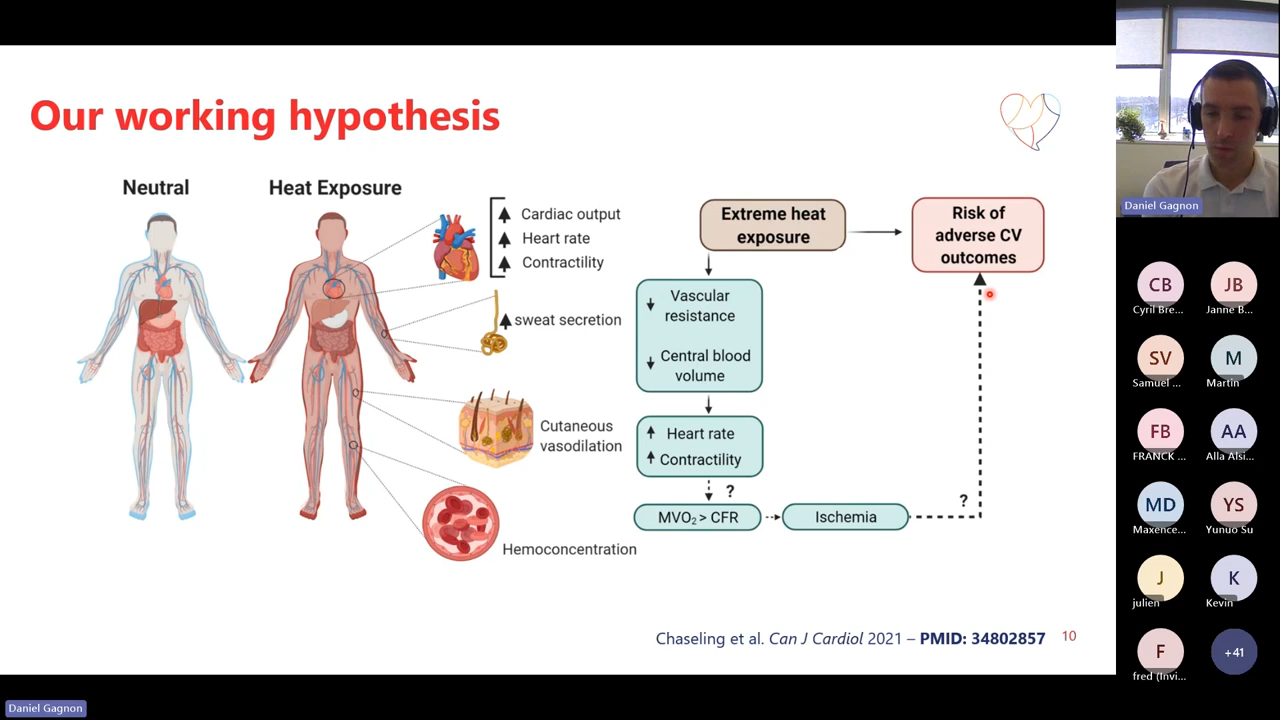 Our working hypothesis
Neutral
Heat Exposure
Cardiac output
Heart rate
Contractility
sweat secretion
Cutaneous
vasodilation
Hemoconcentration
Extreme heat
exposure
Risk of
adverse CV
outcomes
Vascular
resistance
Central blood
volume
Heart rate
Contractility
?
MVO₂ > CFR
Ischemia
?
Chaseling et al. Can J Cardiol 2021 – PMID: 34802857
10
Daniel Gagnon
CB
Cyril Bre...
JB
Janne B...
SV
Samuel ...
M
Martin
FB
FRANCK ...
AA
Alla Alsi...
MD
Maxence...
YS
Yunuo Su
J
julien
K
Kevin
F
fred (Invi...
+41
Daniel Gagnon